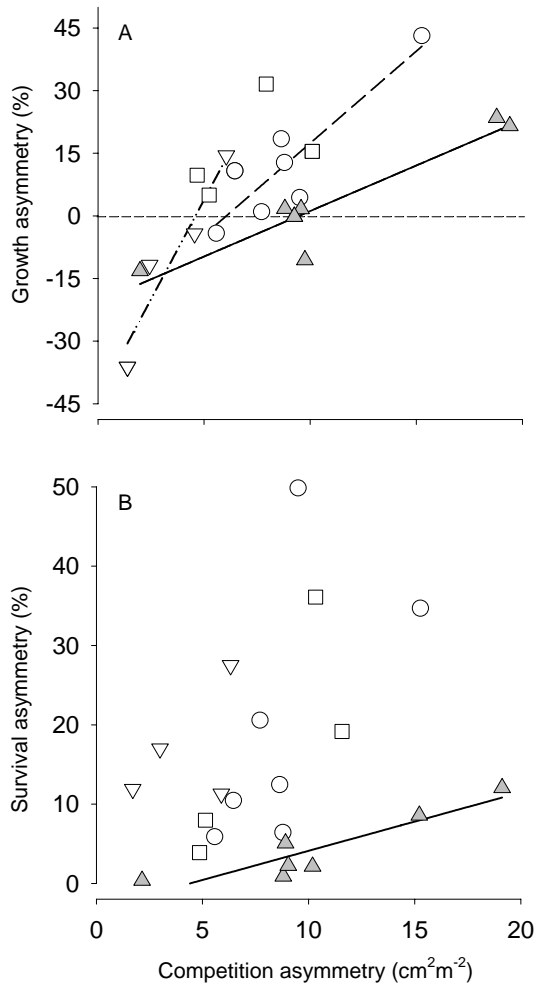 A
45
30
15
0
-15
-30
-45
Growth asymmetry (%)
B
50
40
30
20
10
0
Survival asymmetry (%)
0 5 10 15 20
Competition asymmetry (cm²m⁻²)